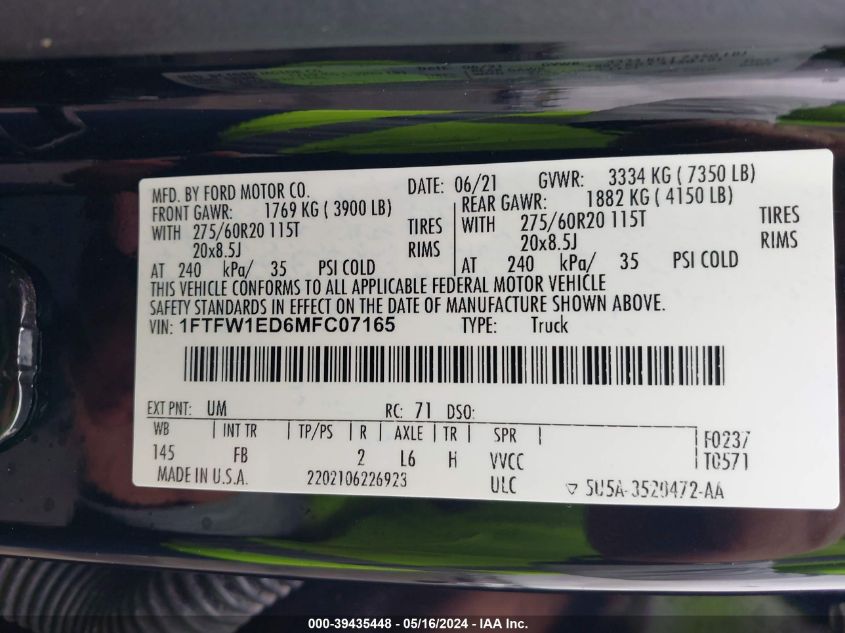 MFD. BY FORD MOTOR CO. DATE: 06/21 GVWR: 3334 KG ( 7350 LB)
FRONT GAWR: 1769 KG ( 3900 LB) REAR GAWR: 1882 KG ( 4150 LB)
WITH 275/60R20 115T TIRES WITH 275/60R20 115T TIRES
20x8.5J RIMS 20x8.5J RIMS
AT 240 kPa/ 35 PSI COLD AT 240 kPa/ 35 PSI COLD
THIS VEHICLE CONFORMS TO ALL APPLICABLE FEDERAL MOTOR VEHICLE
SAFETY STANDARDS IN EFFECT ON THE DATE OF MANUFACTURE SHOWN ABOVE.
VIN: 1FTFW1ED6MFC07165 TYPE: Truck
EXT PNT: UM RC: 71 DSO:
WB INT TR TP/PS R AXLE TR SPR F0237
145 FB 2 L6 H VVCC T0571
MADE IN U.S.A. 2202106226923 ULC 5U5A-3520472-AA
000-39435448 - 05/16/2024 - IAA Inc.